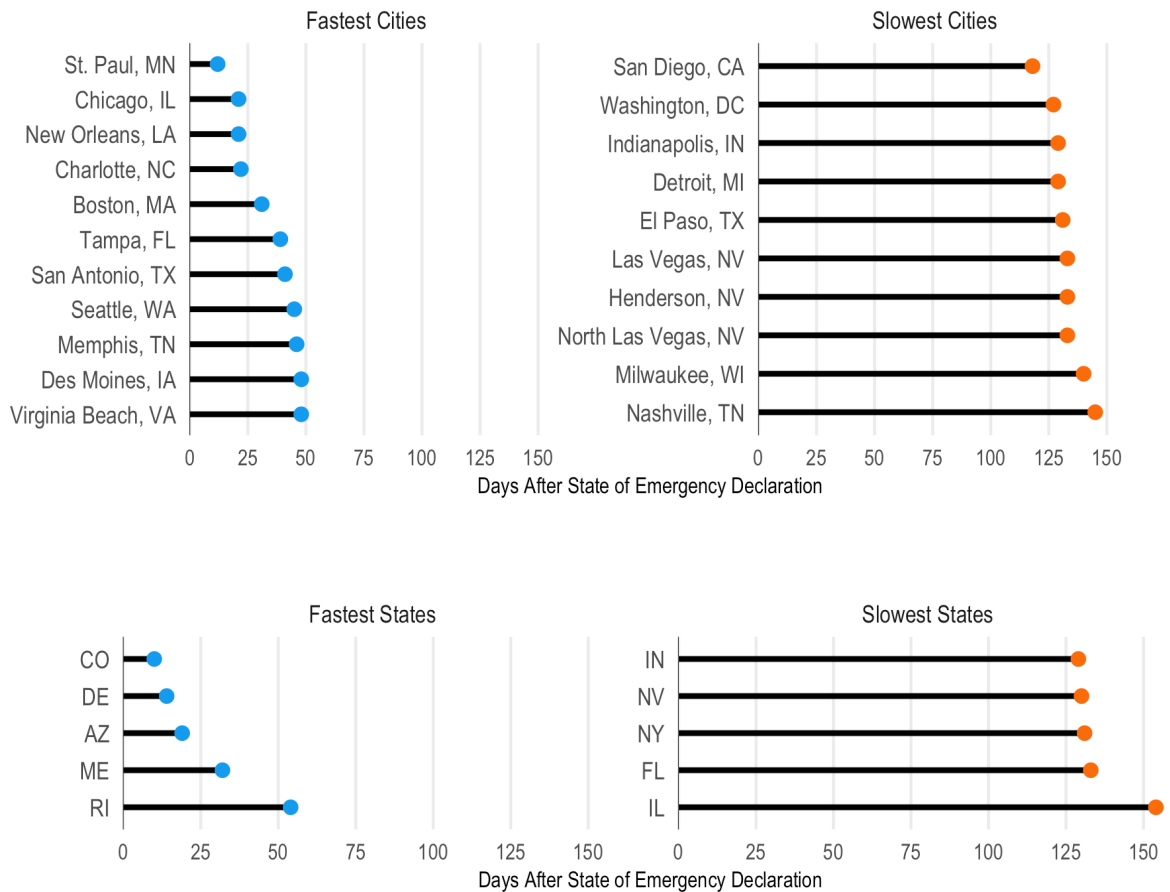 Fastest Cities
St. Paul, MN
Chicago, IL
New Orleans, LA
Charlotte, NC
Boston, MA
Tampa, FL
San Antonio, TX
Seattle, WA
Memphis, TN
Des Moines, IA
Virginia Beach, VA
0 25 50 75 100 125 150
Slowest Cities
San Diego, CA
Washington, DC
Indianapolis, IN
Detroit, MI
El Paso, TX
Las Vegas, NV
Henderson, NV
North Las Vegas, NV
Milwaukee, WI
Nashville, TN
0 25 50 75 100 125 150
Days After State of Emergency Declaration
Fastest States
CO
DE
AZ
ME
RI
0 25 50 75 100 125 150
Slowest States
IN
NV
NY
FL
IL
0 25 50 75 100 125 150
Days After State of Emergency Declaration